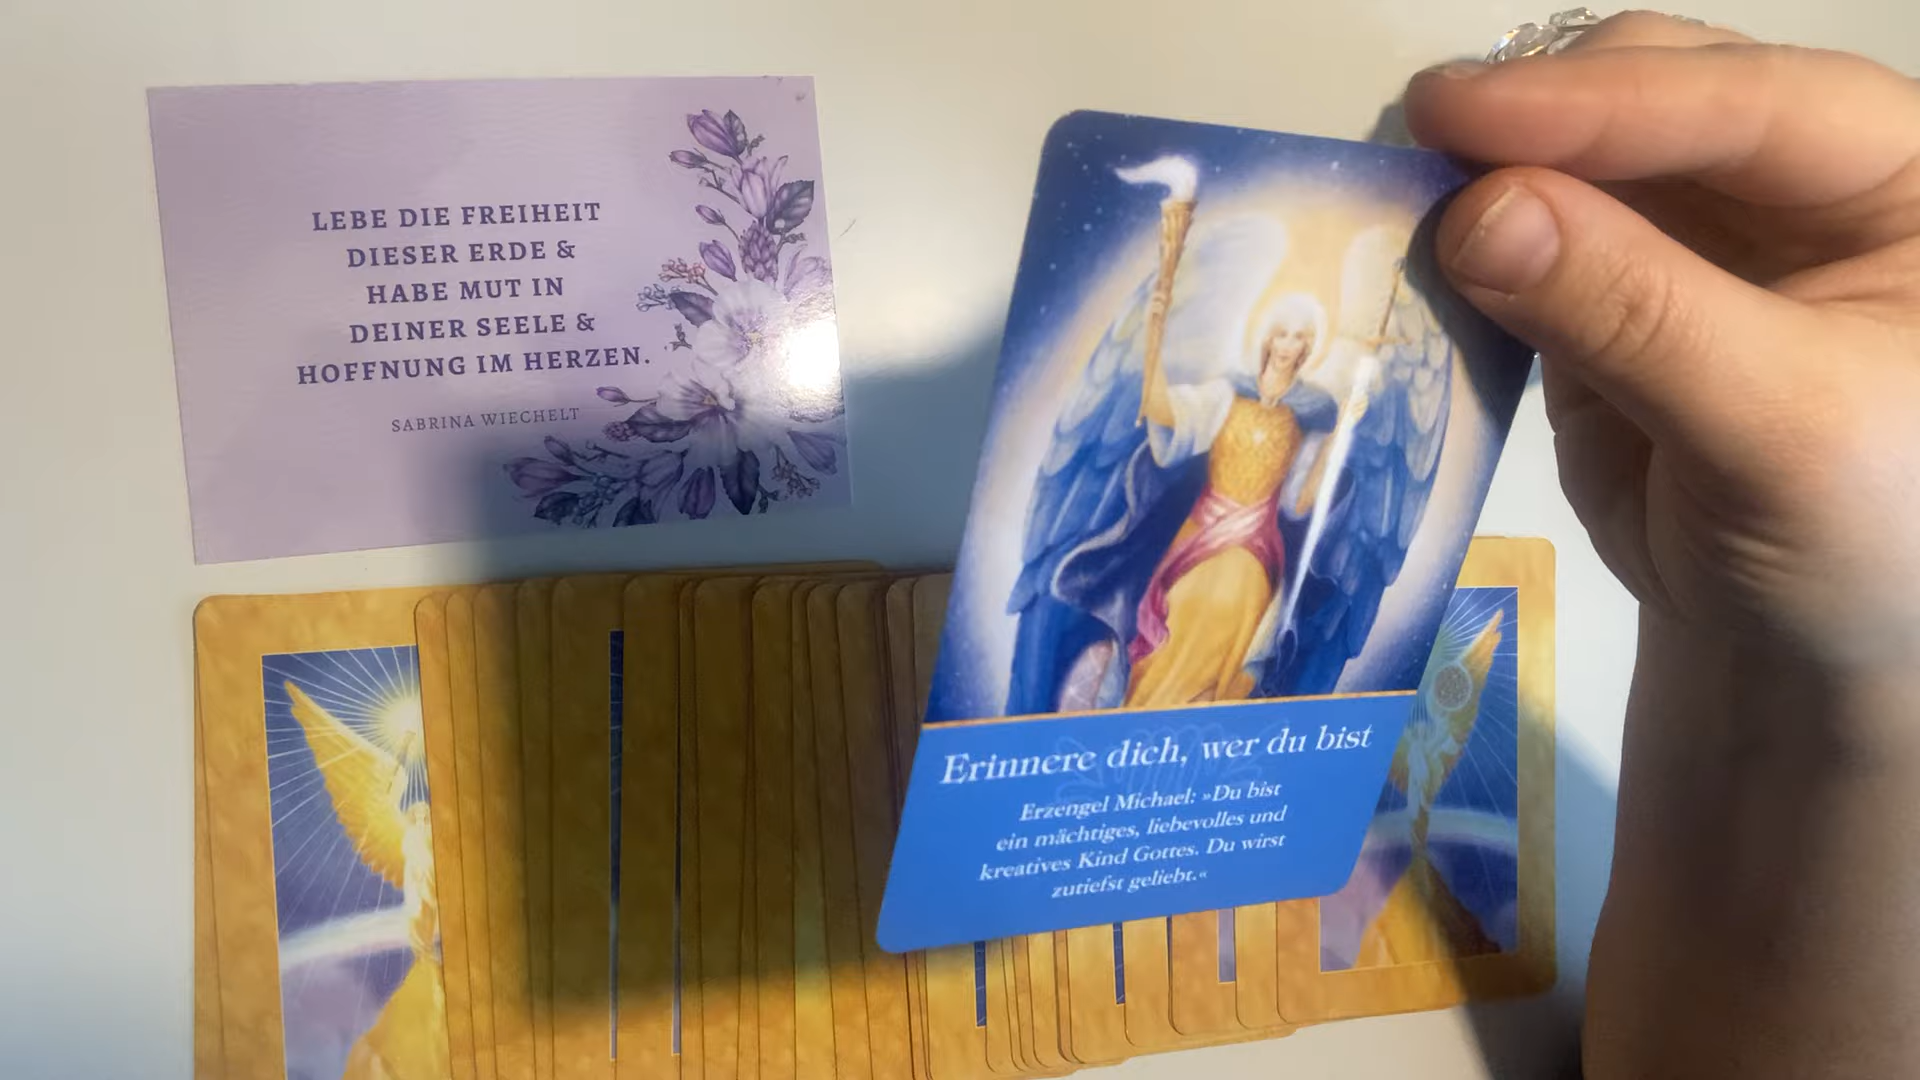 LEBE DIE FREIHEIT
DIESER ERDE &
HABE MUT IN
DEINER SEELE &
HOFFNUNG IM HERZEN.
SABRINA WIECHELT
Erinnere dich, wer du bist
Erzengel Michael: »Du bist
ein mächtiges, liebevolles und
kreatives Kind Gottes. Du wirst
zutiefst geliebt.«